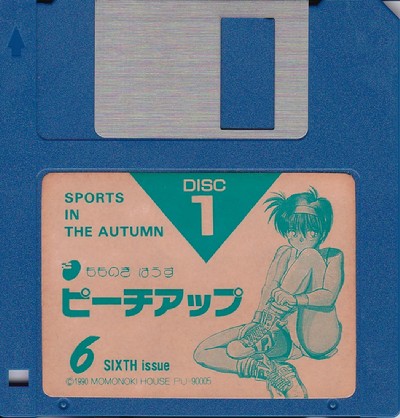 DISC
1
SPORTS
IN
THE AUTUMN
もものき はうす
ピーチアップ
6 SIXTH issue
©1990 MOMONOKI HOUSE PU-90005